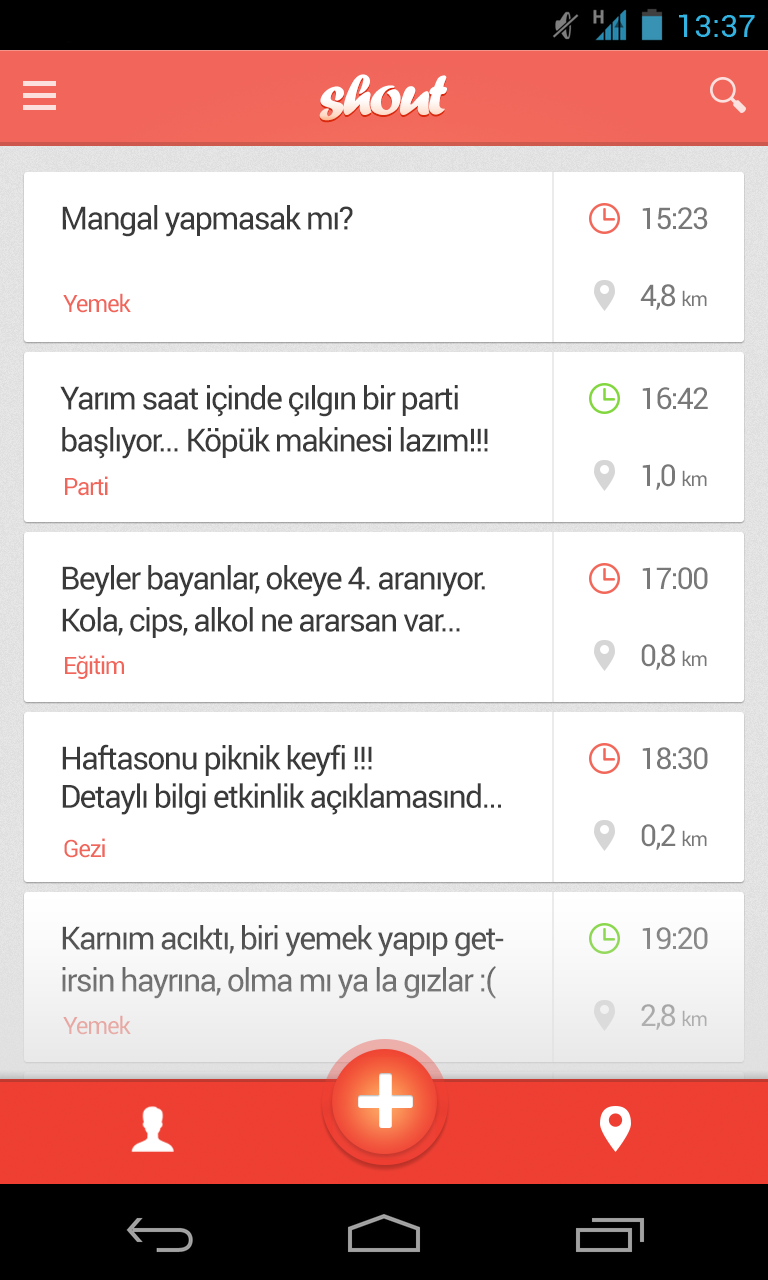 H 13:37
shout
Mangal yapmasak mı?
15:23
Yemek
4,8 km
Yarım saat içinde çılgın bir parti
başlıyor... Köpük makinesi lazım!!!
16:42
Parti
1,0 km
Beyler bayanlar, okeye 4. aranıyor.
Kola, cips, alkol ne ararsan var...
17:00
Eğitim
0,8 km
Haftasonu piknik keyfi !!!
Detaylı bilgi etkinlik açıklamasınd...
18:30
Gezi
0,2 km
Karnım acıktı, biri yemek yapıp get-
irsin hayrına, olma mı ya la gızlar :(
19:20
Yemek
2,8 km